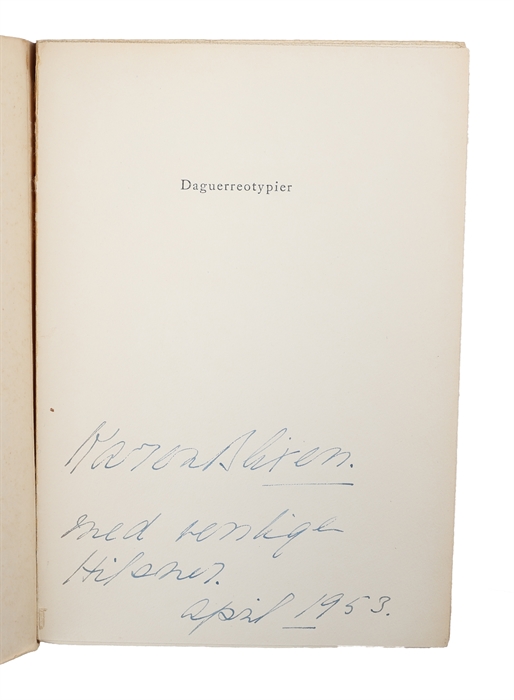 Daguerreotypier
Karen Blixen.
med venlige
Hilsner.
april 1953.